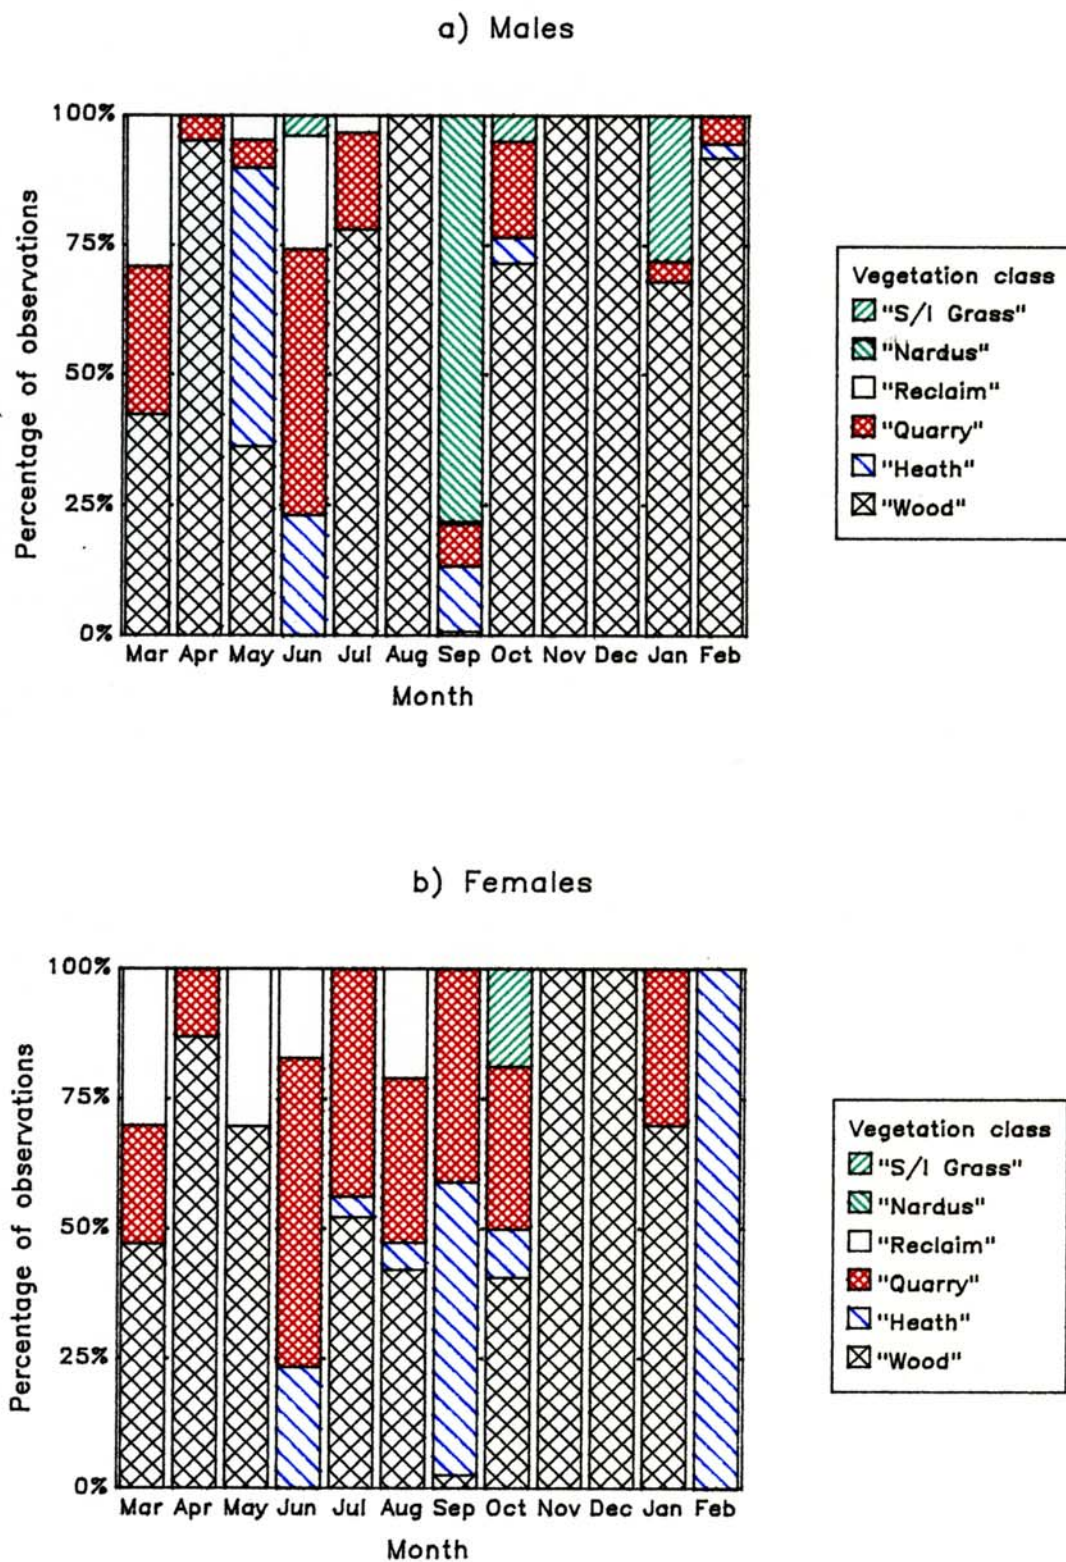 a) Males
100%
75%
50%
25%
0%
Percentage of observations
Mar Apr May Jun Jul Aug Sep Oct Nov Dec Jan Feb
Month
Vegetation class
"S/I Grass"
"Nardus"
"Reclaim"
"Quarry"
"Heath"
"Wood"
b) Females
100%
75%
50%
25%
0%
Percentage of observations
Mar Apr May Jun Jul Aug Sep Oct Nov Dec Jan Feb
Month
Vegetation class
"S/I Grass"
"Nardus"
"Reclaim"
"Quarry"
"Heath"
"Wood"